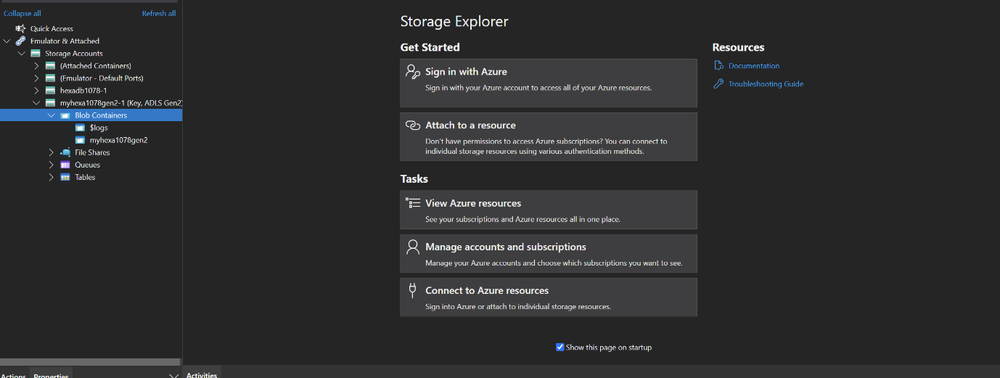 Collapse all
Refresh all
Quick Access
Emulator & Attached
Storage Accounts
(Attached Containers)
(Emulator - Default Ports)
hexadb1078-1
myhexa1078gen2-1 (Key, ADLS Gen2)
Blob Containers
$logs
myhexa1078gen2
File Shares
Queues
Tables
Actions
Properties
Storage Explorer
Get Started
Sign in with Azure
Sign in with your Azure account to access all of your Azure resources.
Attach to a resource
Don't have permissions to access Azure subscriptions? You can connect to
individual storage resources using various authentication methods.
Tasks
View Azure resources
See your subscriptions and Azure resources all in one place.
Manage accounts and subscriptions
Manage your Azure accounts and choose which subscriptions you want to see.
Connect to Azure resources
Sign into Azure or attach to individual storage resources.
Show this page on startup
Resources
Documentation
Troubleshooting Guide
Activities